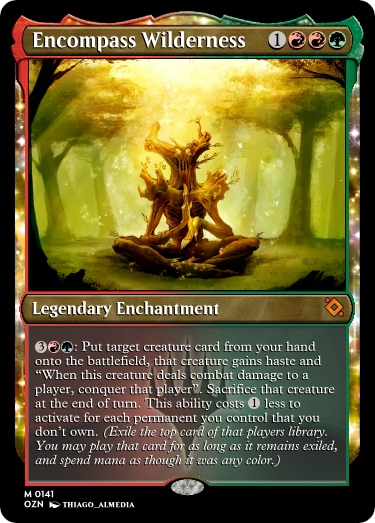 Encompass Wilderness 1
Legendary Enchantment
3: Put target creature card from your hand
onto the battlefield, that creature gains haste and
“When this creature deals combat damage to a
player, conquer that player”. Sacrifice that creature
at the end of turn. This ability costs 1 less to
activate for each permanent you control that
you don't own. (Exile the top card of that players library.
You may play that card for as long as it remains exiled,
and spend mana as though it was any color.)
M 0141
OZN THIAGO_ALMEDIA